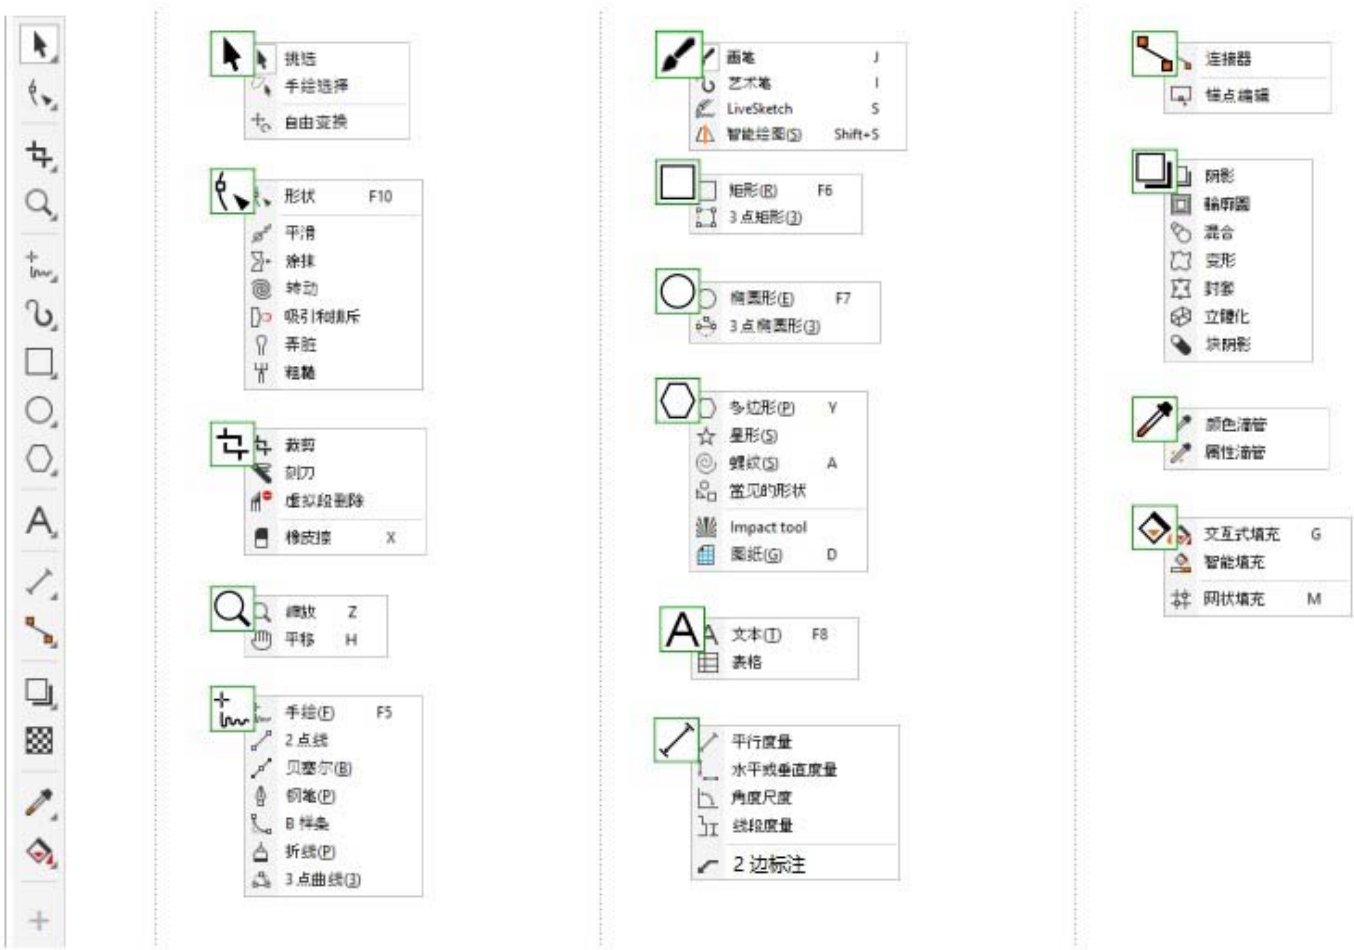 挑选
手绘选择
自由变换
形状 F10
平滑
涂抹
转动
吸引和排斥
弄脏
粗糙
裁剪
刻刀
虚拟段删除
橡皮擦 X
缩放 Z
平移 H
手绘(F) F5
2 点线
贝塞尔(B)
钢笔(P)
B 样条
折线(P)
3 点曲线(3)
画笔 J
艺术笔 I
LiveSketch S
智能绘图(S) Shift+S
矩形(R) F6
3 点矩形(3)
椭圆形(E) F7
3 点椭圆形(3)
多边形(P) Y
星形(S)
螺纹(S) A
常见的形状
Impact tool
图纸(G) D
文本(T) F8
表格
平行度量
水平或垂直度量
角度尺度
线段度量
2 边标注
连接器
锚点编辑
阴影
輪廓圖
混合
变形
封套
立體化
块阴影
颜色滴管
属性滴管
交互式填充 G
智能填充
网状填充 M